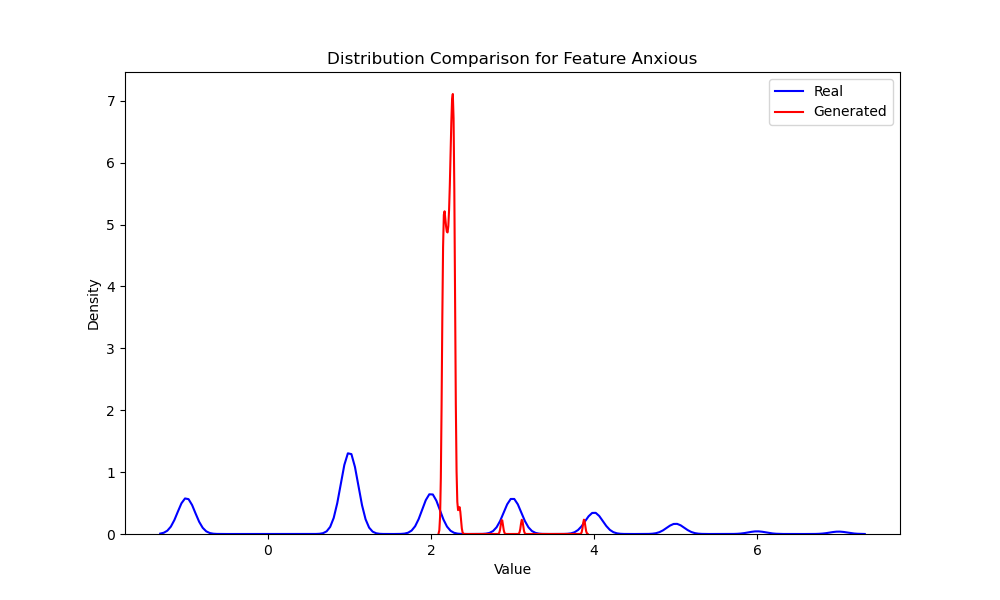 Distribution Comparison for Feature Anxious
Real
Generated
7
6
5
4
3
2
1
0
Density
0 2 4 6
Value